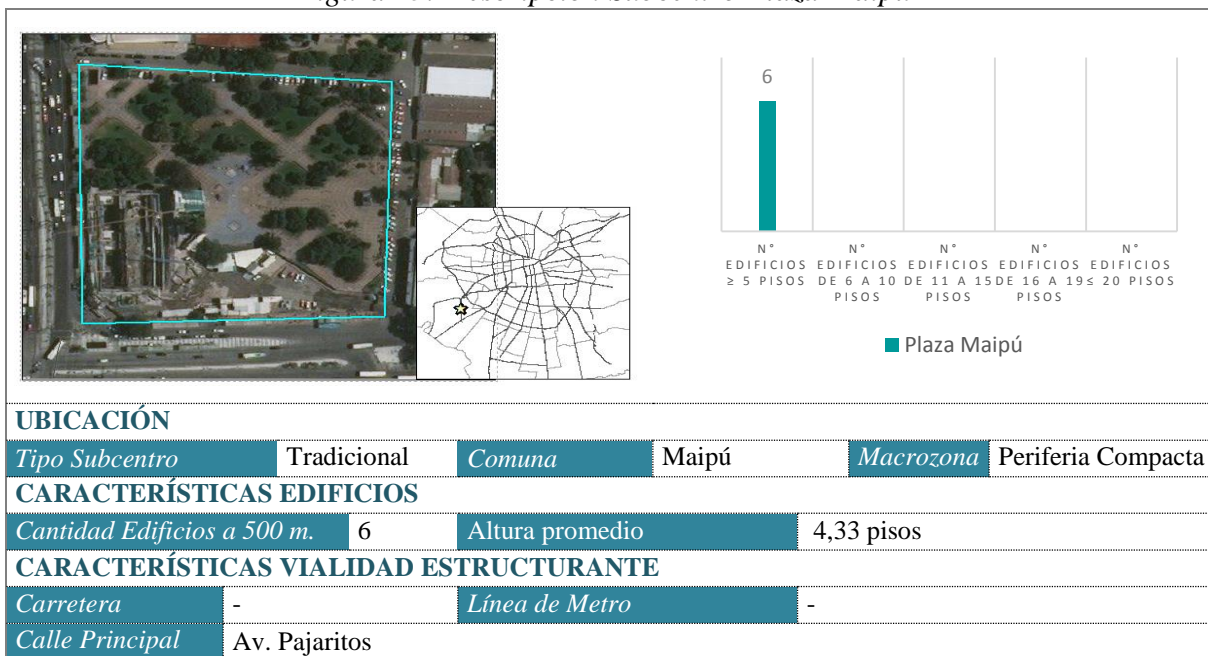 6
N° EDIFICIOS ≥ 5 PISOS
N° EDIFICIOS DE 6 A 10 PISOS
N° EDIFICIOS DE 11 A 15 PISOS
N° EDIFICIOS DE 16 A 19 PISOS
N° EDIFICIOS ≤ 20 PISOS
Plaza Maipú
UBICACIÓN
Tipo Subcentro Tradicional Comuna Maipú Macrozona Periferia Compacta
CARACTERÍSTICAS EDIFICIOS
Cantidad Edificios a 500 m. 6 Altura promedio 4,33 pisos
CARACTERÍSTICAS VIALIDAD ESTRUCTURANTE
Carretera - Línea de Metro -
Calle Principal Av. Pajaritos